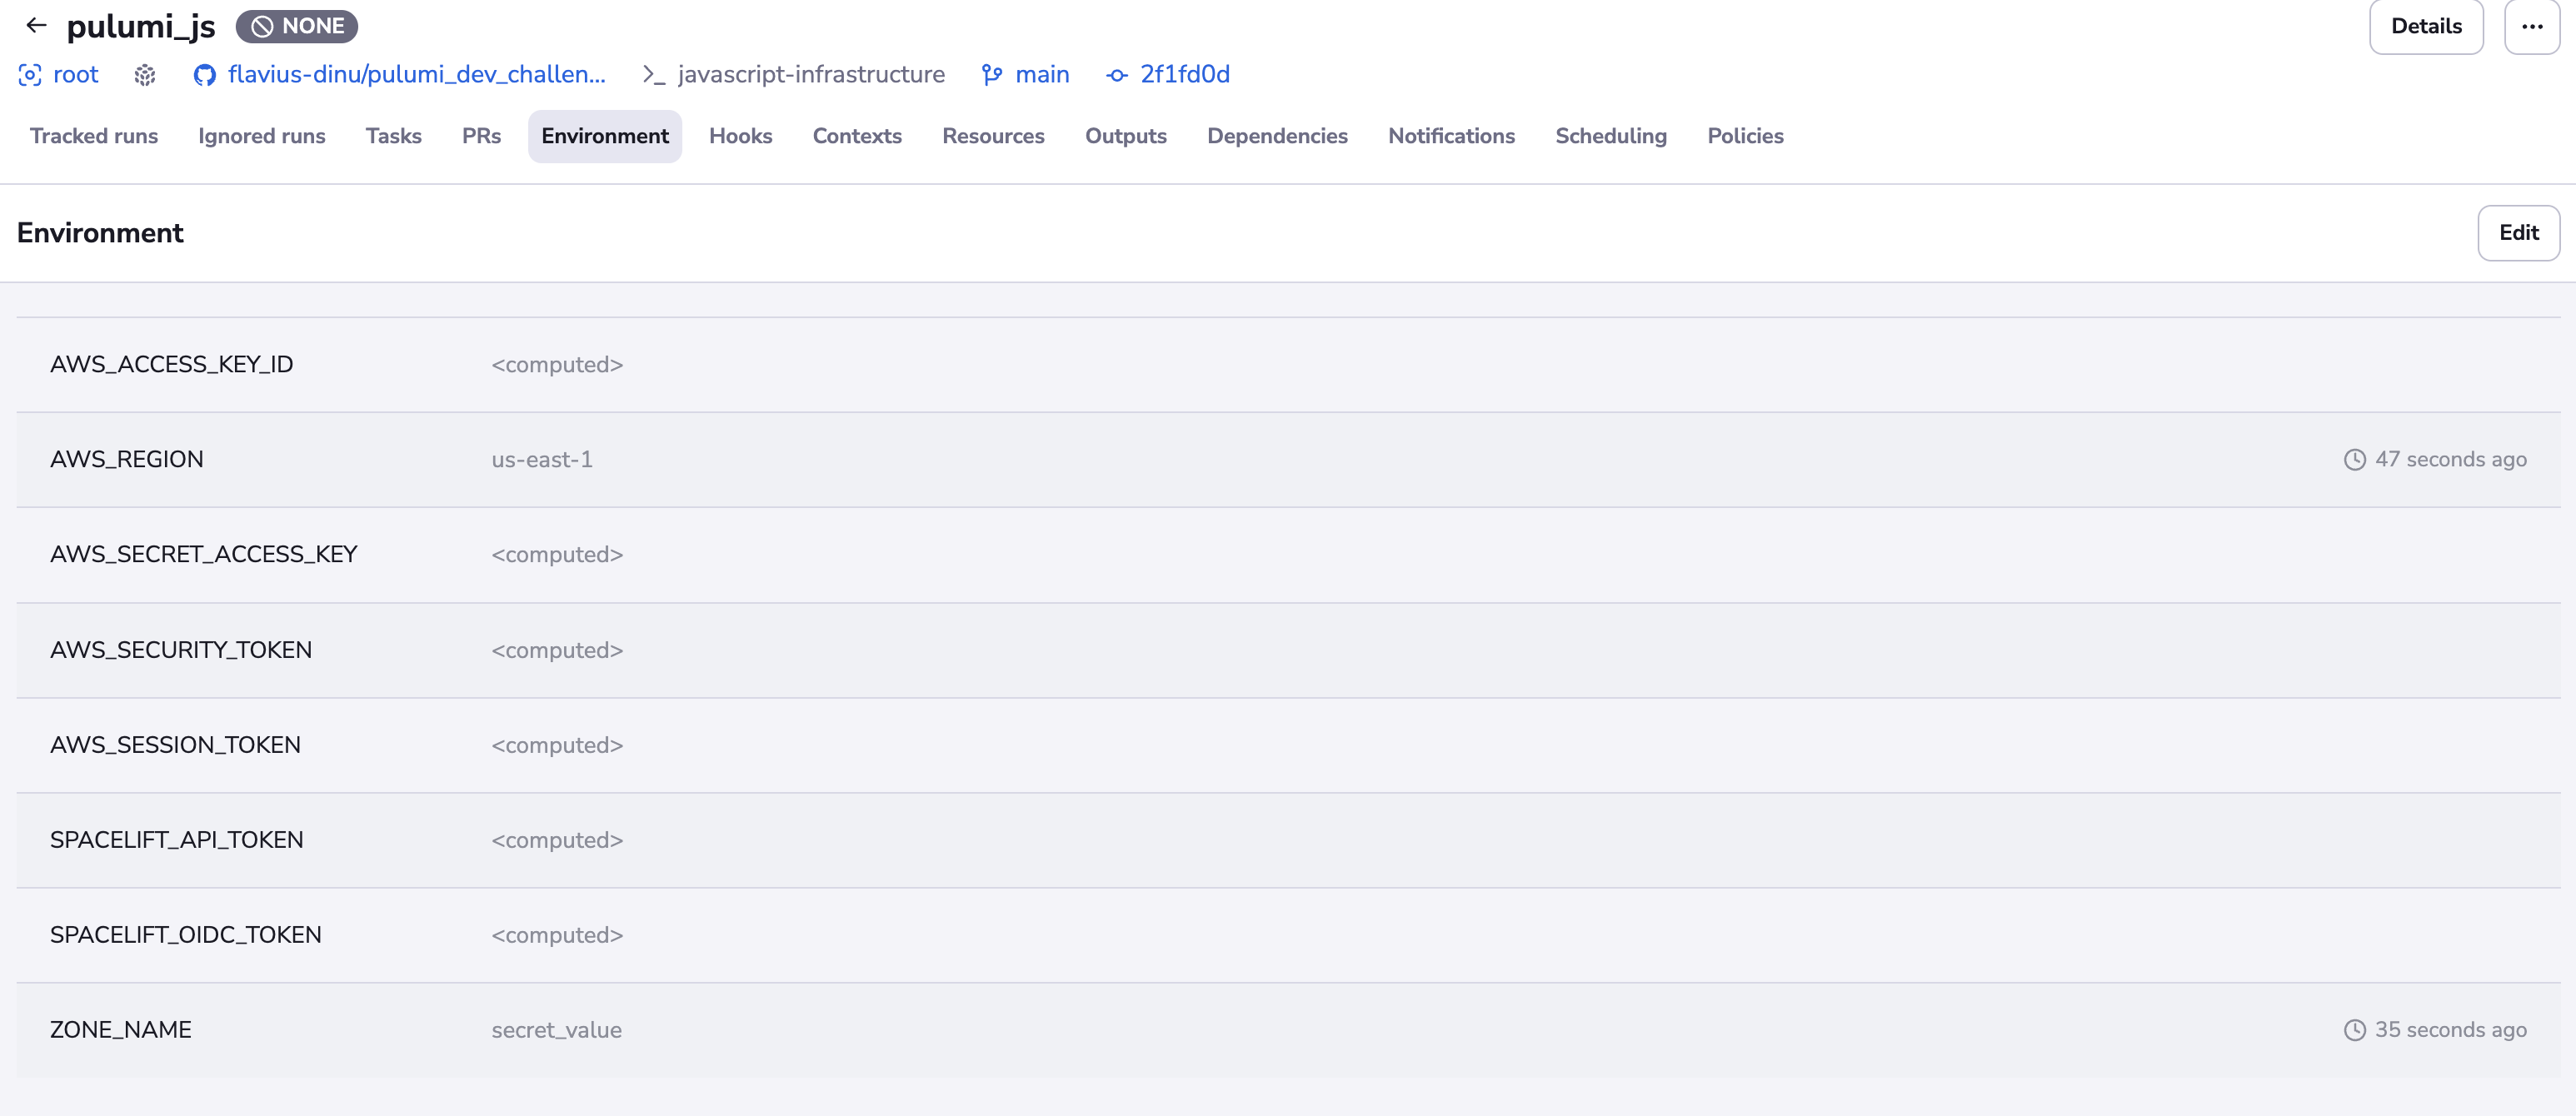 pulumi_js NONE Details
root flavius-dinu/pulumi_dev_challen... javascript-infrastructure main 2f1fd0d
Tracked runs Ignored runs Tasks PRs Environment Hooks Contexts Resources Outputs Dependencies Notifications Scheduling Policies
Environment Edit
AWS_ACCESS_KEY_ID <computed>
AWS_REGION us-east-1 47 seconds ago
AWS_SECRET_ACCESS_KEY <computed>
AWS_SECURITY_TOKEN <computed>
AWS_SESSION_TOKEN <computed>
SPACELIFT_API_TOKEN <computed>
SPACELIFT_OIDC_TOKEN <computed>
ZONE_NAME secret_value 35 seconds ago